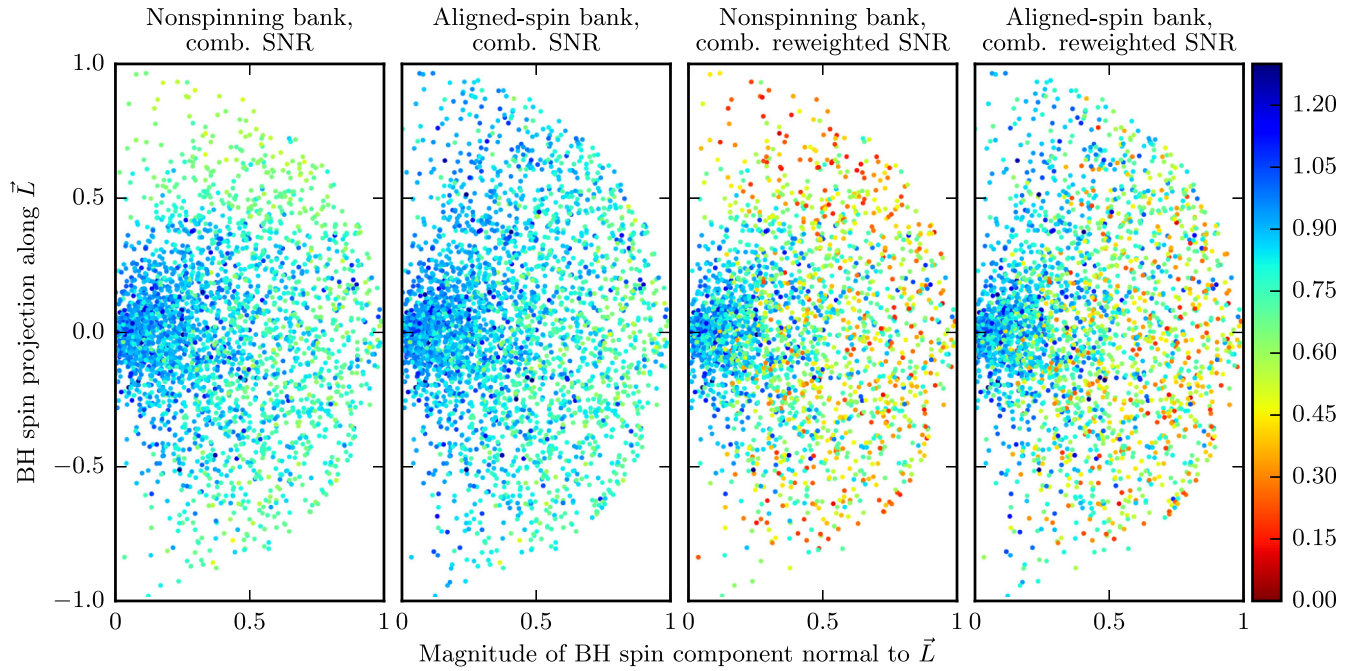 Nonspinning bank,
comb. SNR
Aligned-spin bank,
comb. SNR
Nonspinning bank,
comb. reweighted SNR
Aligned-spin bank,
comb. reweighted SNR
BH spin projection along $\vec{L}$
1.0
0.5
0.0
−0.5
−1.0
0 0.5 1 0 0.5 1 0 0.5 1 0 0.5 1
Magnitude of BH spin component normal to $\vec{L}$
1.20
1.05
0.90
0.75
0.60
0.45
0.30
0.15
0.00